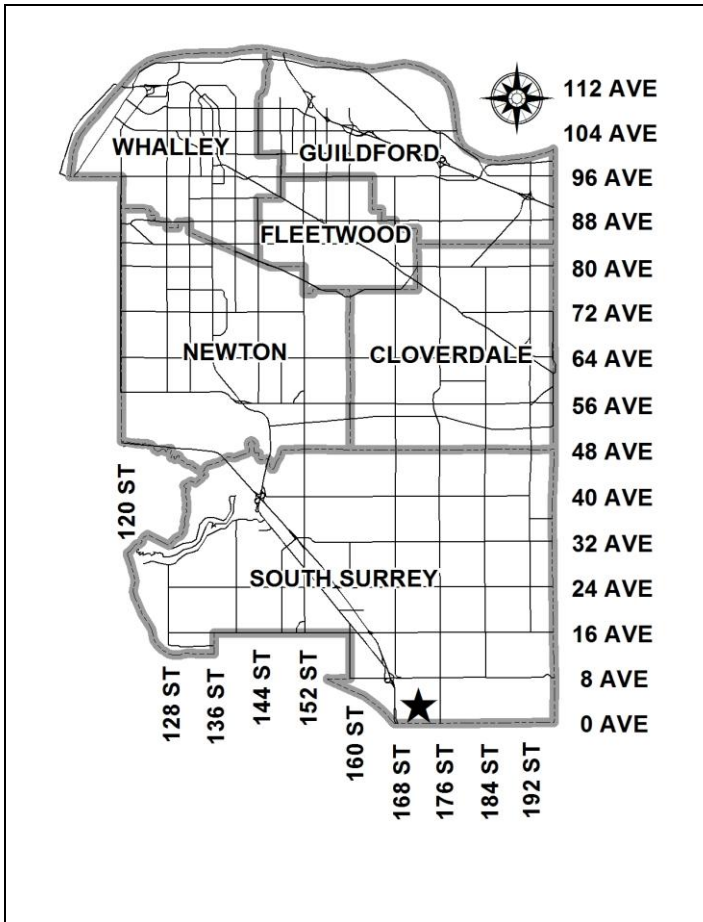 112 AVE
104 AVE
WHALLEY
GUILDFORD
96 AVE
88 AVE
FLEETWOOD
80 AVE
72 AVE
NEWTON
CLOVERDALE
64 AVE
56 AVE
48 AVE
120 ST
40 AVE
32 AVE
SOUTH SURREY
24 AVE
16 AVE
128 ST
136 ST
144 ST
152 ST
8 AVE
160 ST
0 AVE
168 ST
176 ST
184 ST
192 ST